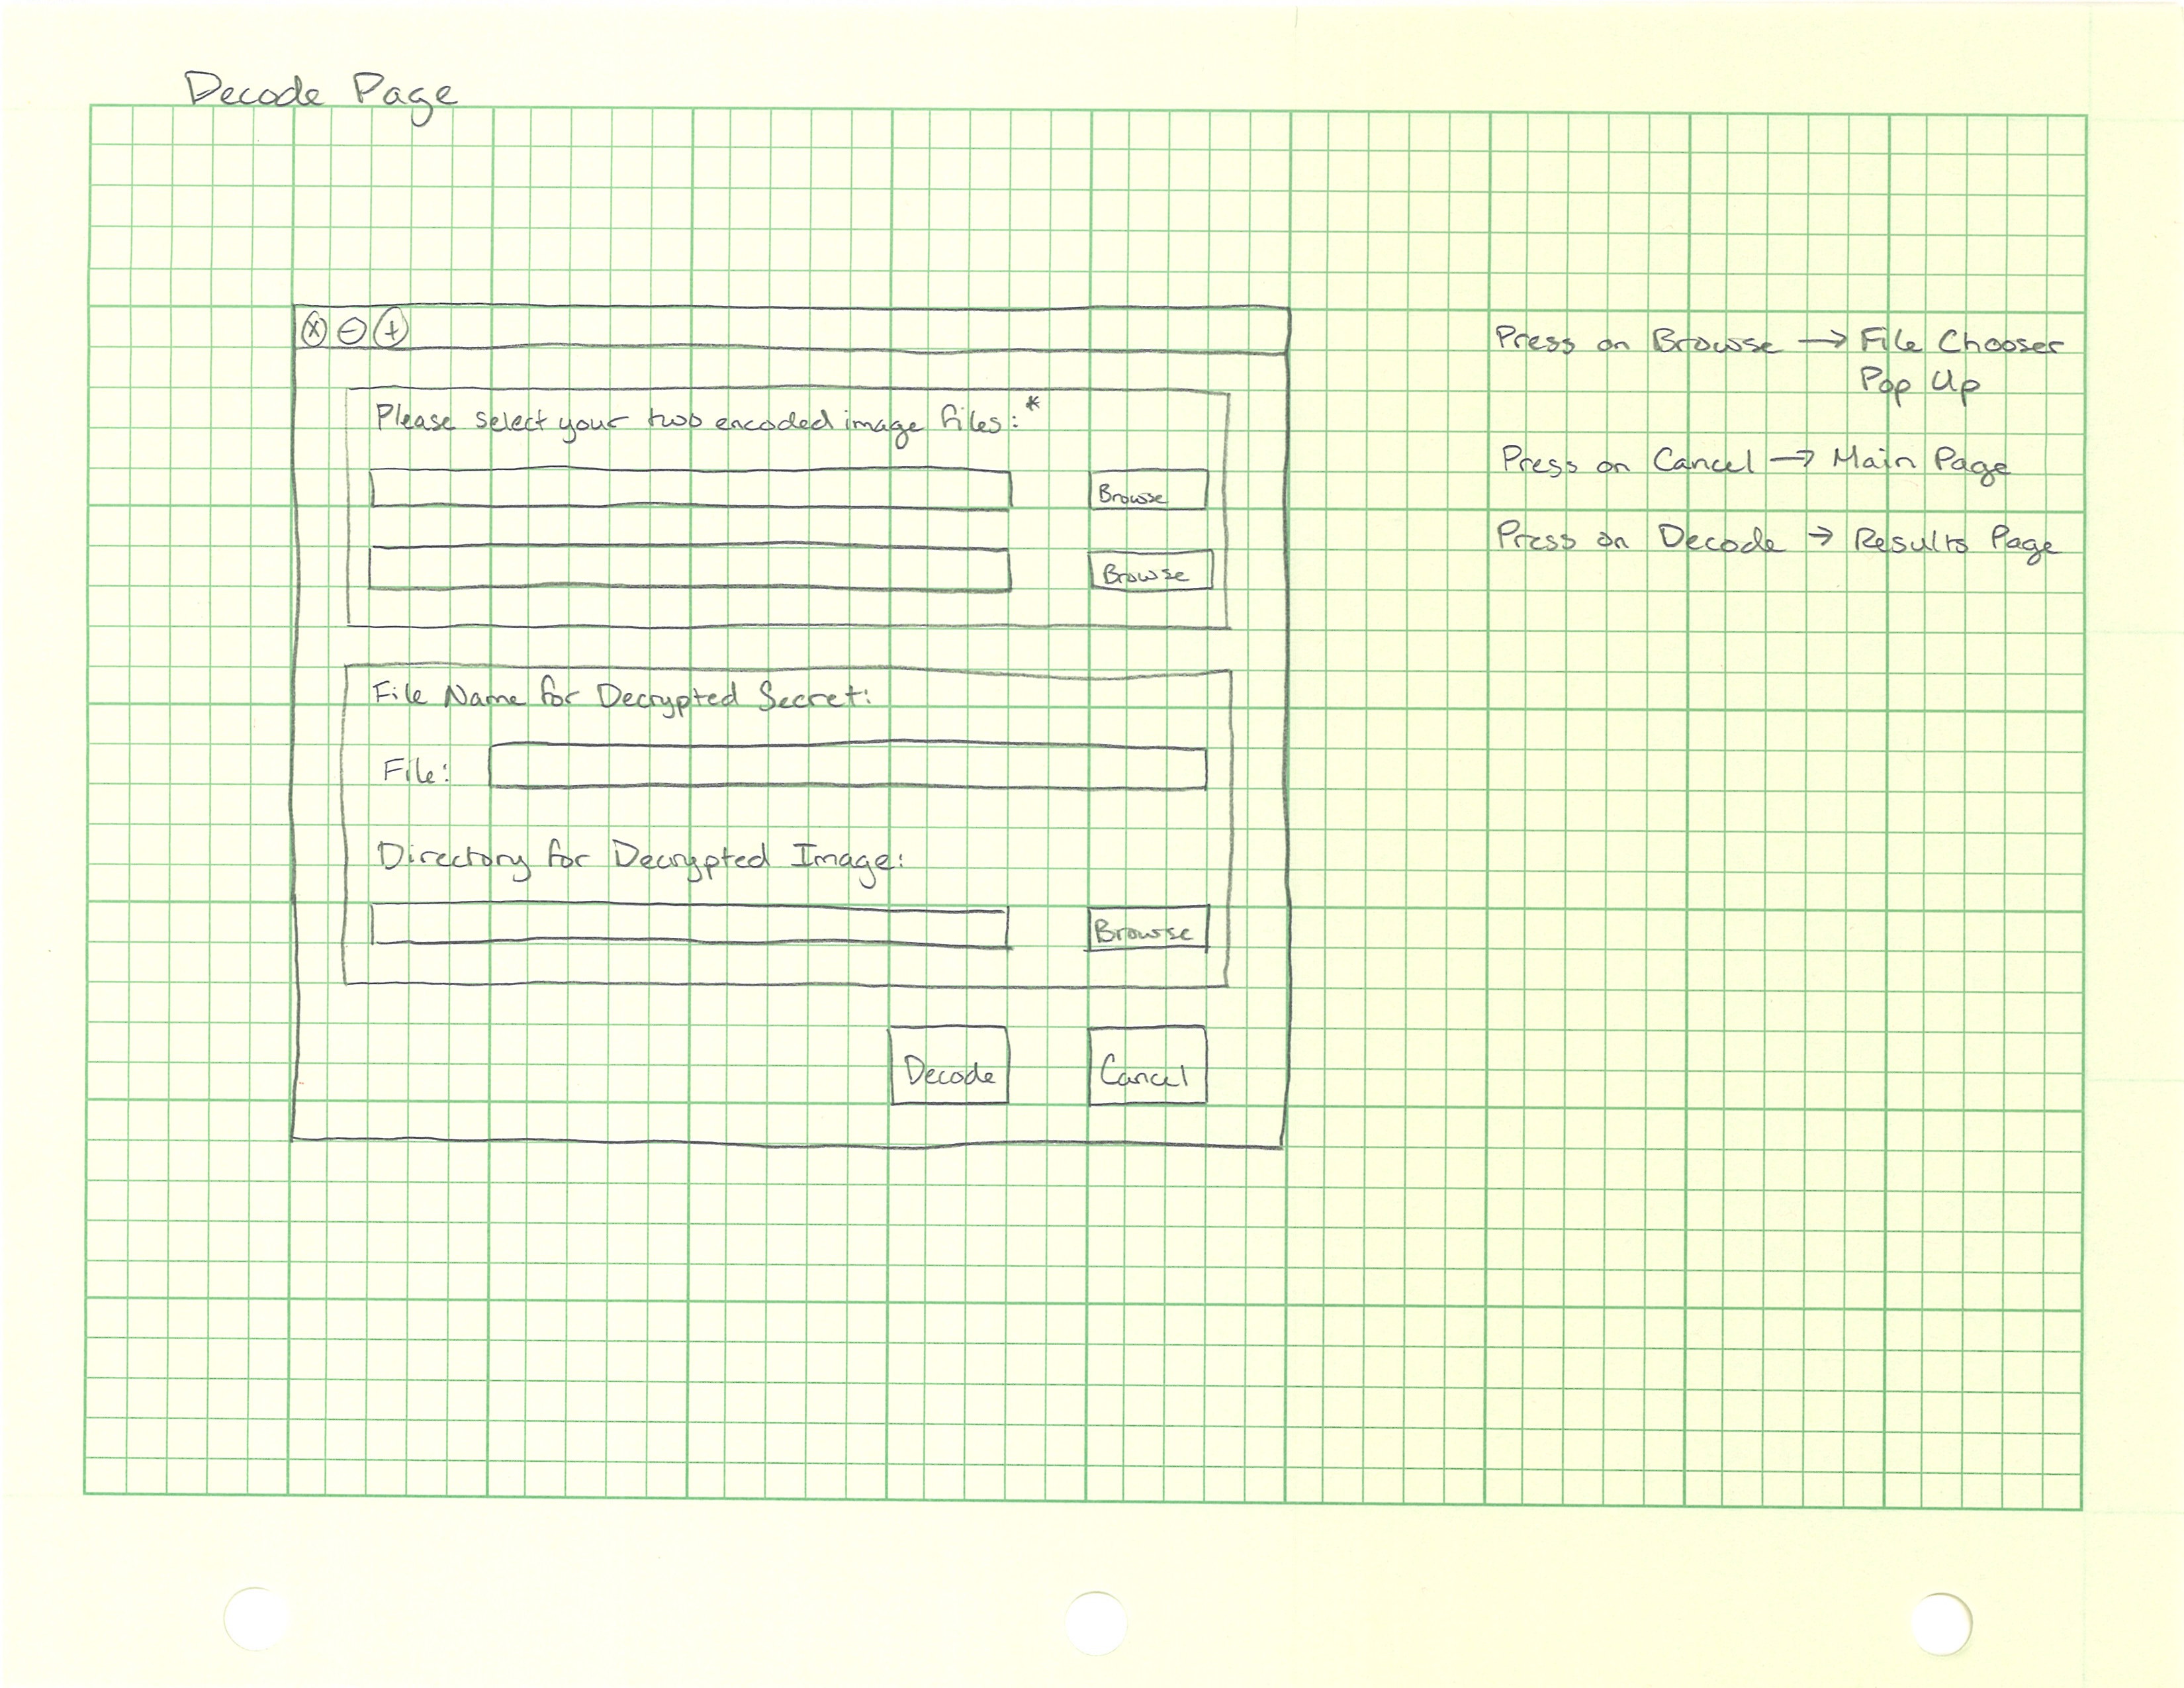 Decode Page
Please select your two encoded image files:*
Browse
Browse
File Name for Decrypted Secret:
File:
Directory for Decrypted Image:
Browse
Decode
Cancel
Press on Browse → File Chooser
Pop Up
Press on Cancel → Main Page
Press on Decode → Results Page